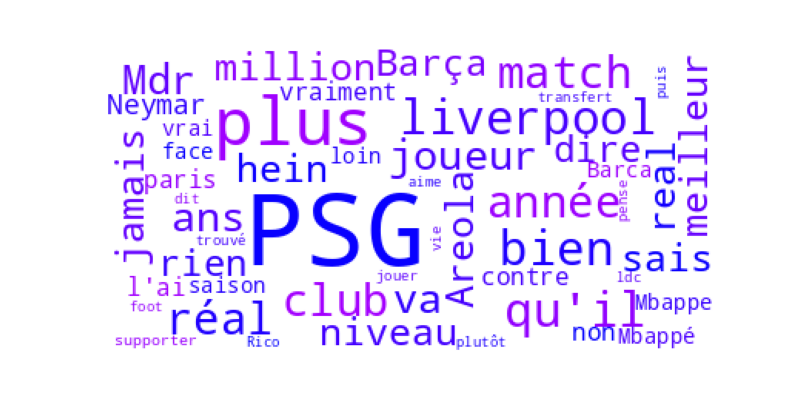 million Barça match
Mdr
vraiment
Neymar
transfert
puis
meilleur
plus
liverpool
vrai
face
hein
loin
joueur
dire
Barca
real
jamais
paris
aime
dit
ans
PSG
Areola
année
pense
trouvé
vie
bien
sais
rien
l'ai
saison
jouer
contre
ldc
foot
réal
club
va
qu'il
Mbappe
niveau
non
Mbappé
supporter
Rico
plutôt